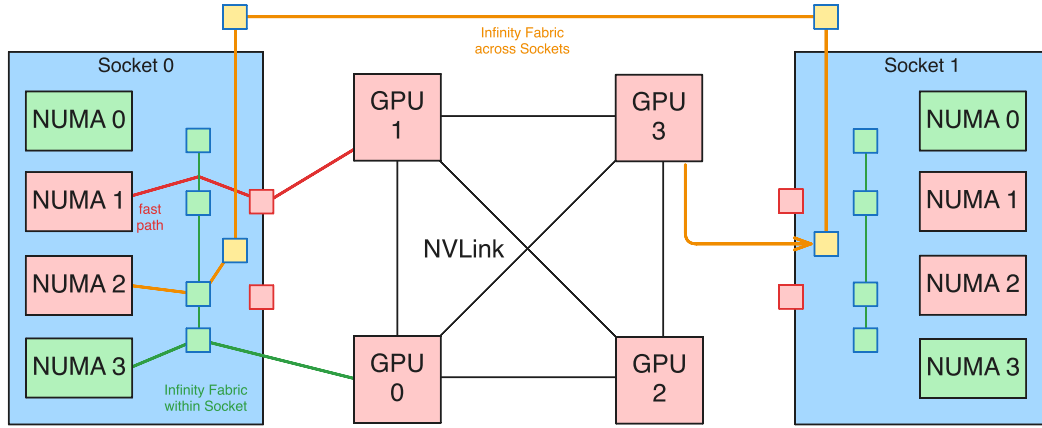 Infinity Fabric
across Sockets
Socket 0
NUMA 0
NUMA 1
fast
path
NUMA 2
NUMA 3
Infinity Fabric
within Socket
GPU
1
GPU
3
NVLink
GPU
0
GPU
2
Socket 1
NUMA 0
NUMA 1
NUMA 2
NUMA 3